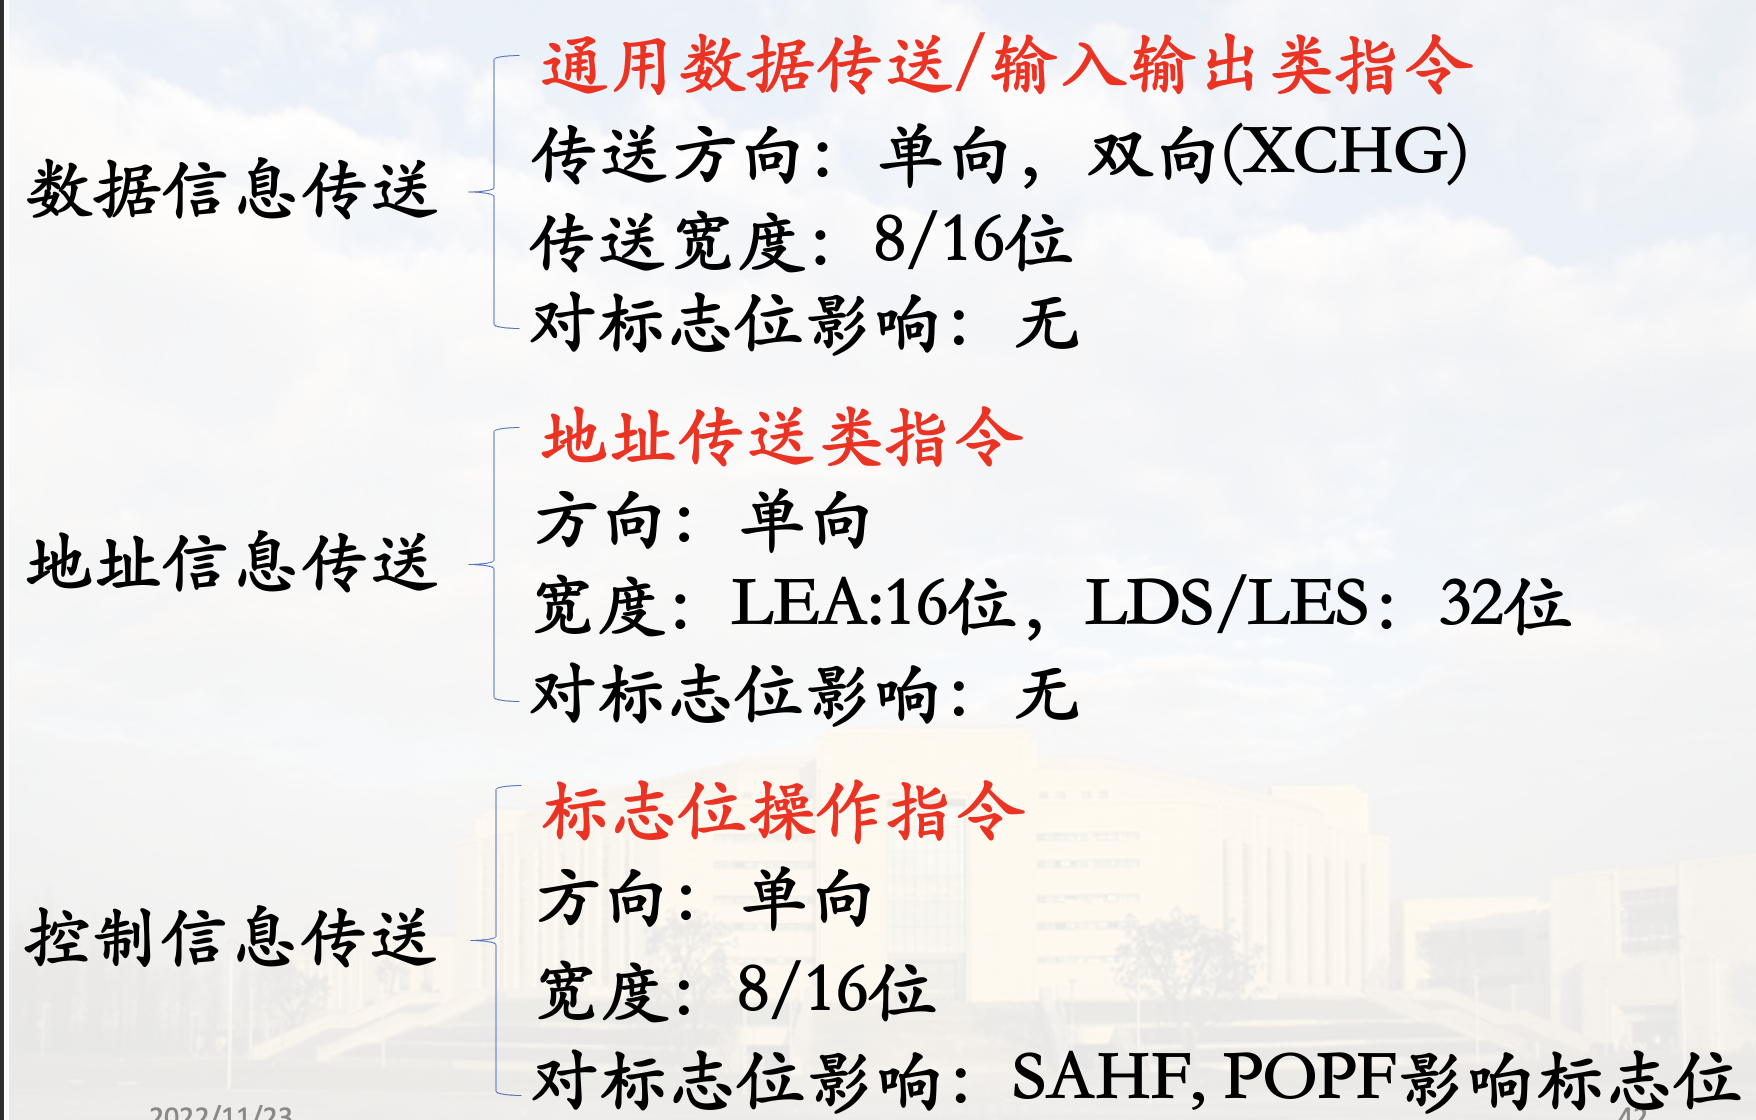 数据信息传送
通用数据传送/输入输出类指令
传送方向：单向，双向(XCHG)
传送宽度：8/16位
对标志位影响：无
地址信息传送
地址传送类指令
方向：单向
宽度：LEA:16位，LDS/LES：32位
对标志位影响：无
控制信息传送
标志位操作指令
方向：单向
宽度：8/16位
对标志位影响：SAHF, POPF影响标志位
2022/11/23
42